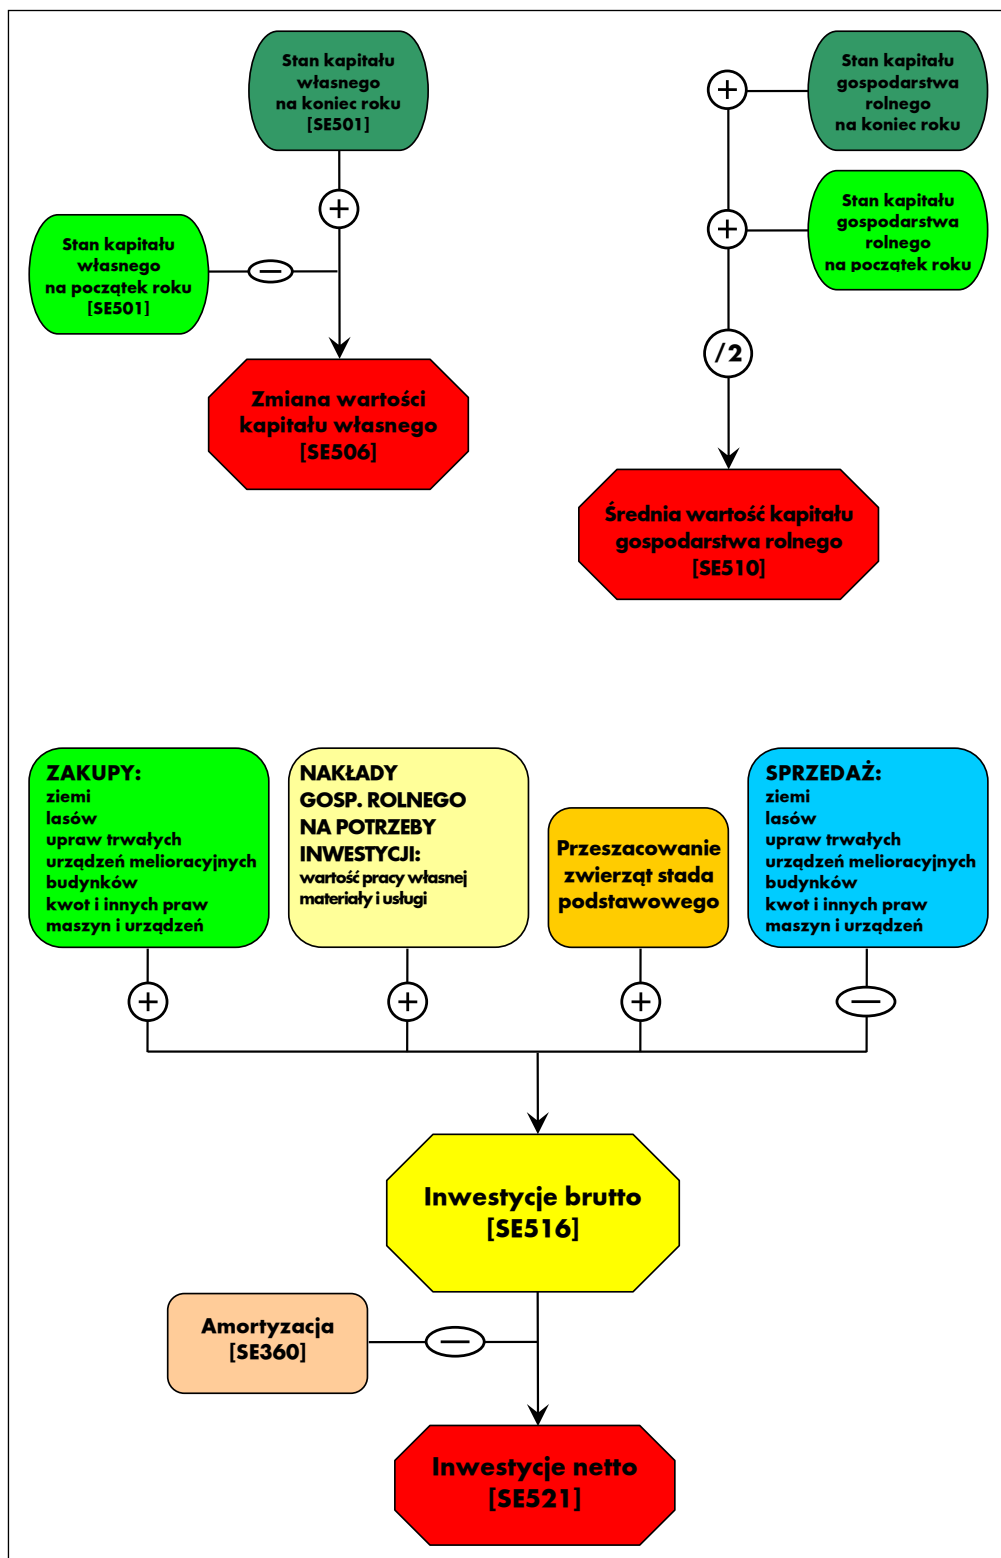 Stan kapitału
własnego
na koniec roku
[SE501]
+
Stan kapitału
własnego
na początek roku
[SE501]
−
Zmiana wartości
kapitału własnego
[SE506]
Stan kapitału
gospodarstwa
rolnego
na koniec roku
+
Stan kapitału
gospodarstwa
rolnego
na początek roku
+
/2
Średnia wartość kapitału
gospodarstwa rolnego
[SE510]
ZAKUPY:
ziemi
lasów
upraw trwałych
urządzeń melioracyjnych
budynków
kwot i innych praw
maszyn i urządzeń
NAKŁADY
GOSP. ROLNEGO
NA POTRZEBY
INWESTYCJI:
wartość pracy własnej
materiały i usługi
Przeszacowanie
zwierząt stada
podstawowego
SPRZEDAŻ:
ziemi
lasów
upraw trwałych
urządzeń melioracyjnych
budynków
kwot i innych praw
maszyn i urządzeń
+
+
+
−
Inwestycje brutto
[SE516]
Amortyzacja
[SE360]
−
Inwestycje netto
[SE521]